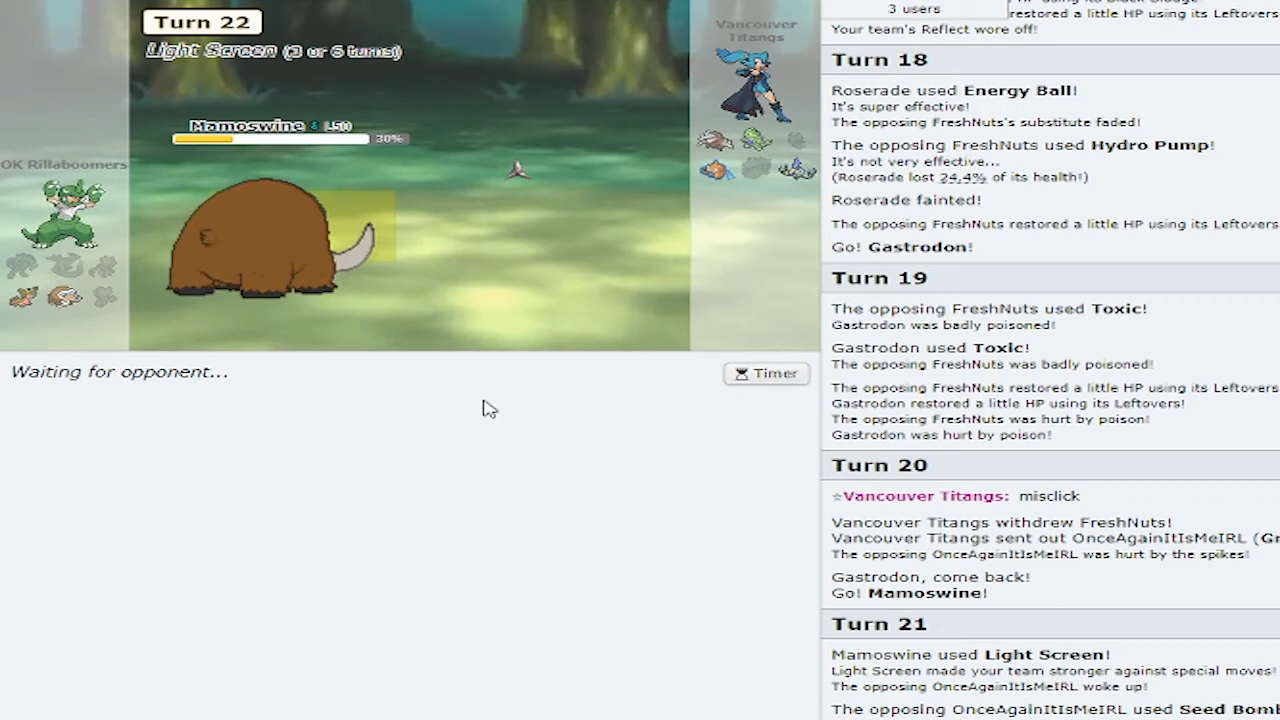 Turn 22
Light Screen (3 or 6 turns)
Mamoswine L50
30%
OK Rillaboomers
Vancouver
Titangs
Waiting for opponent...
Timer
3 users
restored a little HP using its Leftovers
Your team's Reflect wore off!
Turn 18
Roserade used Energy Ball!
It's super effective!
The opposing FreshNuts's substitute faded!
The opposing FreshNuts used Hydro Pump!
It's not very effective...
(Roserade lost 24.4% of its health!)
Roserade fainted!
The opposing FreshNuts restored a little HP using its Leftovers
Go! Gastrodon!
Turn 19
The opposing FreshNuts used Toxic!
Gastrodon was badly poisoned!
Gastrodon used Toxic!
The opposing FreshNuts was badly poisoned!
The opposing FreshNuts restored a little HP using its Leftovers
Gastrodon restored a little HP using its Leftovers!
The opposing FreshNuts was hurt by poison!
Gastrodon was hurt by poison!
Turn 20
☆Vancouver Titangs: misclick
Vancouver Titangs withdrew FreshNuts!
Vancouver Titangs sent out OnceAgainItIsMeIRL (Gr
The opposing OnceAgainItIsMeIRL was hurt by the spikes!
Gastrodon, come back!
Go! Mamoswine!
Turn 21
Mamoswine used Light Screen!
Light Screen made your team stronger against special moves!
The opposing OnceAgainItIsMeIRL woke up!
The opposing OnceAgainItIsMeIRL used Seed Bomb